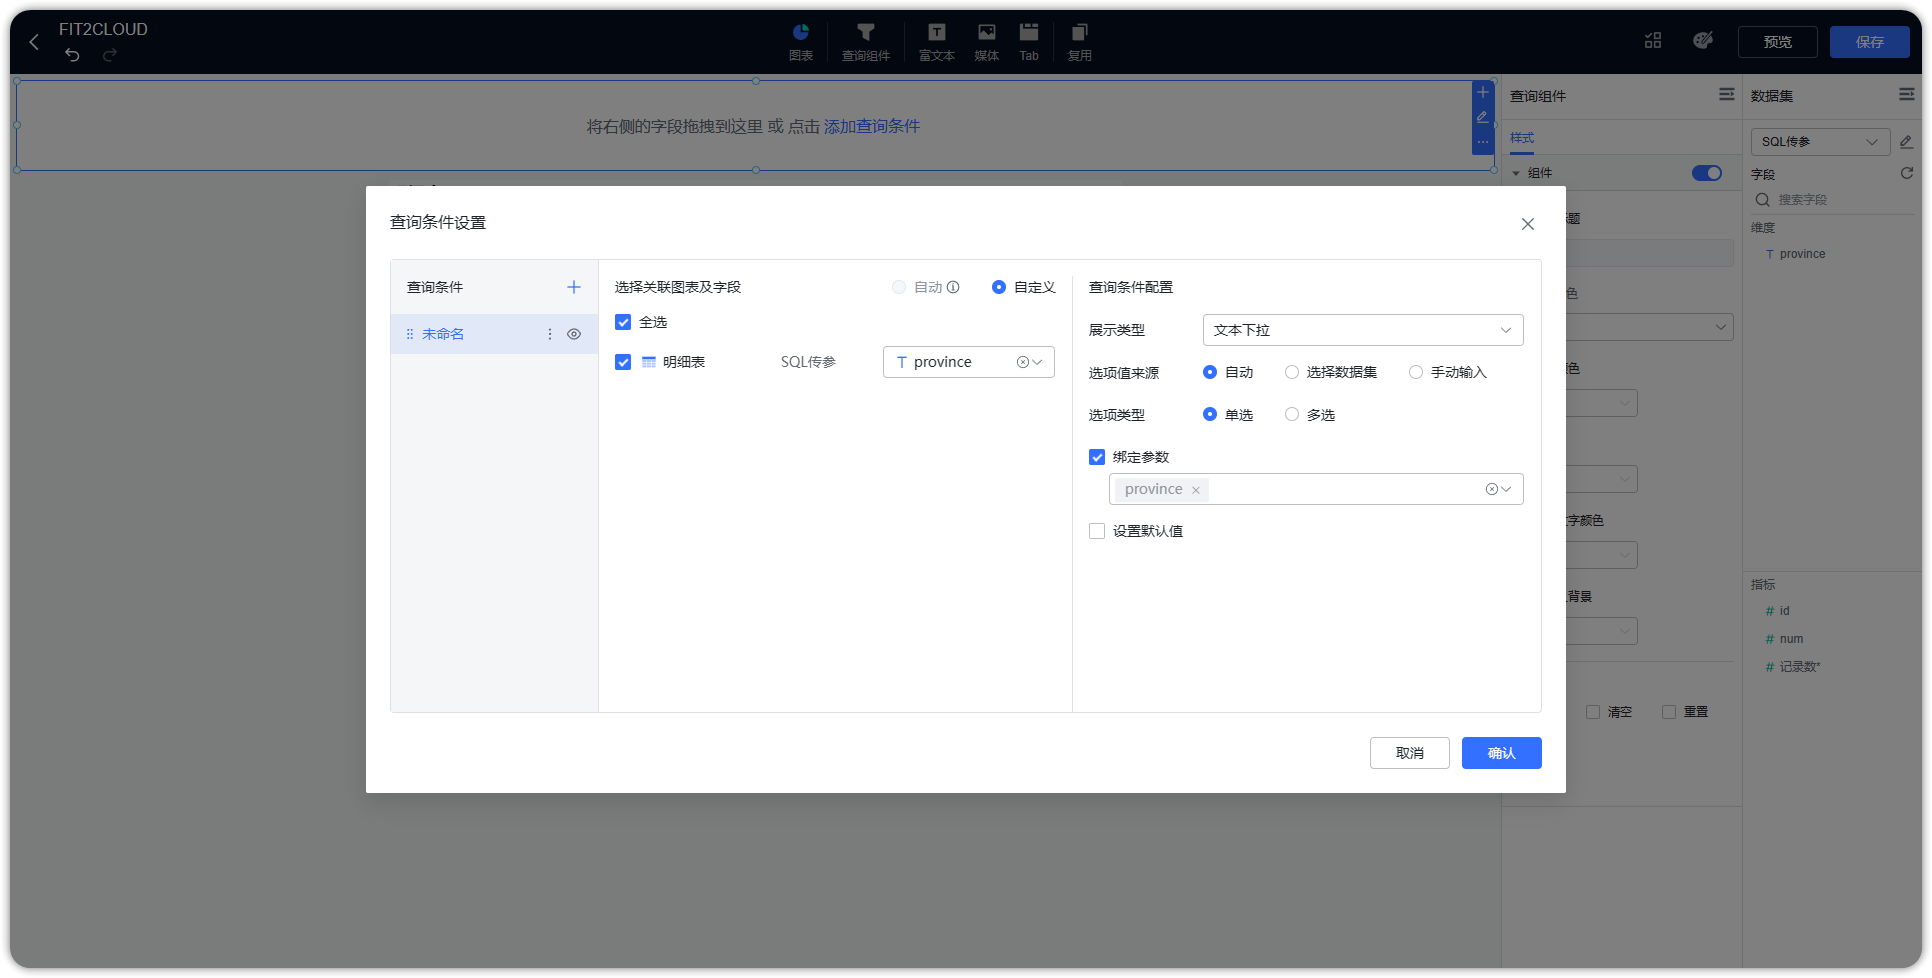 FIT2CLOUD
图表
查询组件
富文本
媒体
Tab
复用
预览
保存
将右侧的字段拖拽到这里 或 点击 添加查询条件
查询组件
样式
组件
数据集
SQL传参
字段
搜索字段
维度
T province
指标
# id
# num
# 记录数*
查询条件设置
查询条件
未命名
选择关联图表及字段
自动
自定义
全选
明细表
SQL传参
T province
查询条件配置
展示类型
文本下拉
选项值来源
自动
选择数据集
手动输入
选项类型
单选
多选
绑定参数
province ×
设置默认值
取消
确认
题
色
色
字颜色
背景
清空
重置